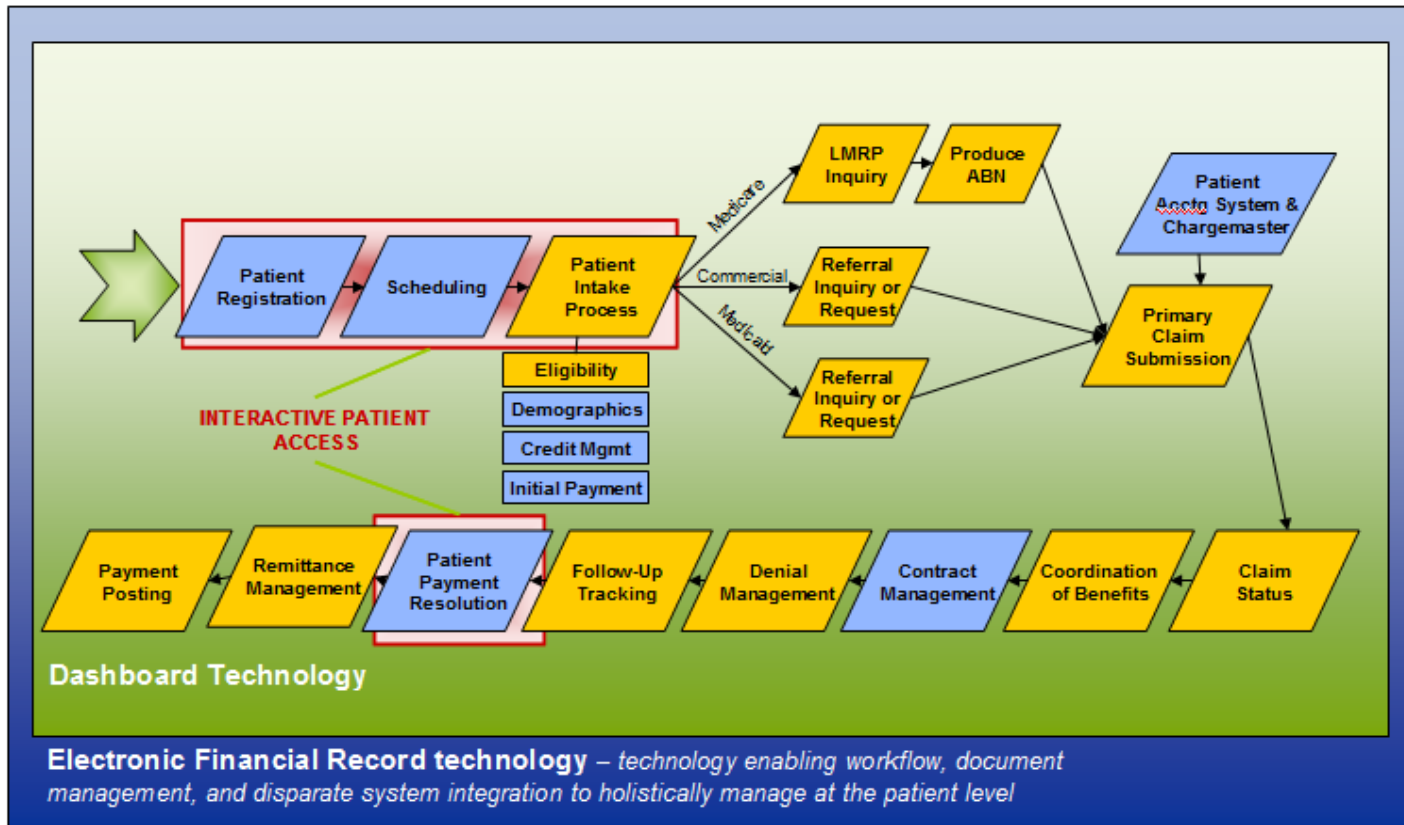 LMRP
Inquiry
Produce
ABN
Patient
Acctg System &
Chargemaster
Medicare
Commercial
Medicaid
Patient
Registration
Scheduling
Patient
Intake
Process
Referral
Inquiry or
Request
Primary
Claim
Submission
Eligibility
Demographics
Credit Mgmt
Initial Payment
Referral
Inquiry or
Request
INTERACTIVE PATIENT
ACCESS
Payment
Posting
Remittance
Management
Patient
Payment
Resolution
Follow-Up
Tracking
Denial
Management
Contract
Management
Coordination
of Benefits
Claim
Status
Dashboard Technology
Electronic Financial Record technology – technology enabling workflow, document
management, and disparate system integration to holistically manage at the patient level